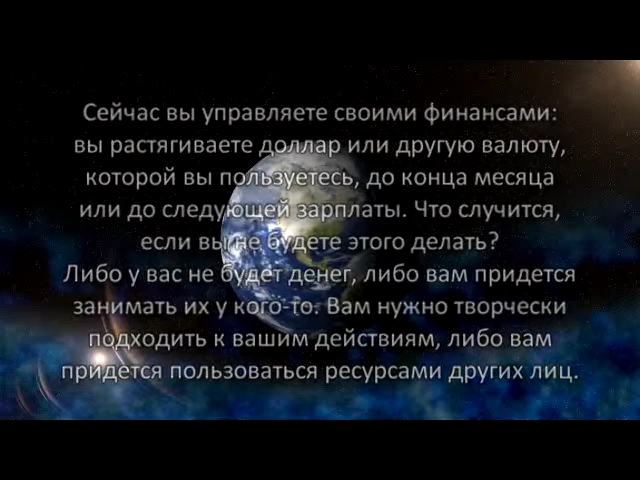 Сейчас вы управляете своими финансами:
вы растягиваете доллар или другую валюту,
которой вы пользуетесь, до конца месяца
или до следующей зарплаты. Что случится,
если вы не будете этого делать?
Либо у вас не будет денег, либо вам придется
занимать их у кого-то. Вам нужно творчески
подходить к вашим действиям, либо вам
придётся пользоваться ресурсами других лиц.